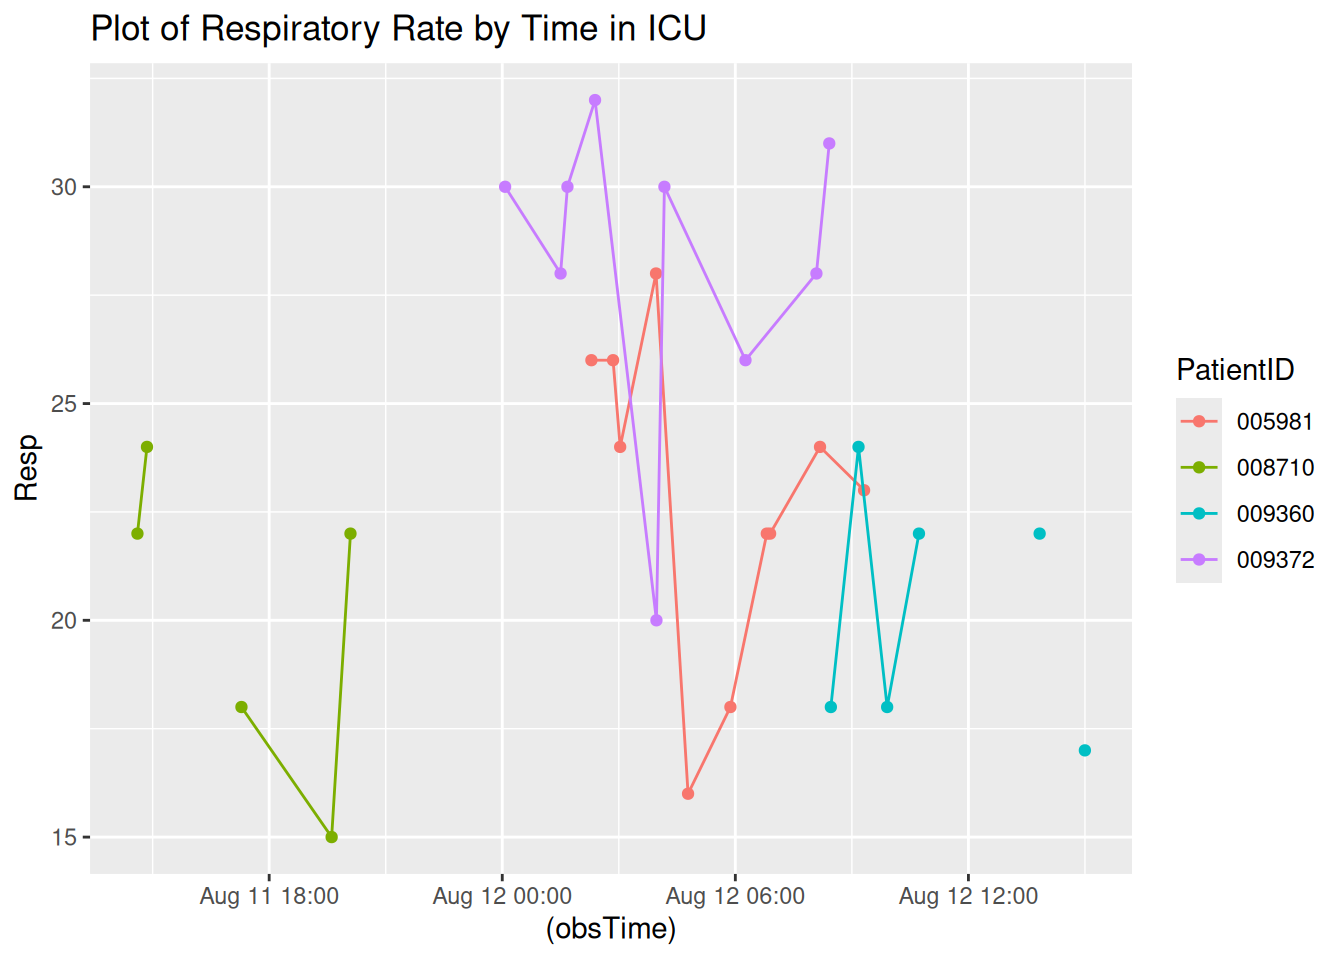 Plot of Respiratory Rate by Time in ICU
Resp
30
25
20
15
Aug 11 18:00
Aug 12 00:00
Aug 12 06:00
Aug 12 12:00
(obsTime)
PatientID
005981
008710
009360
009372